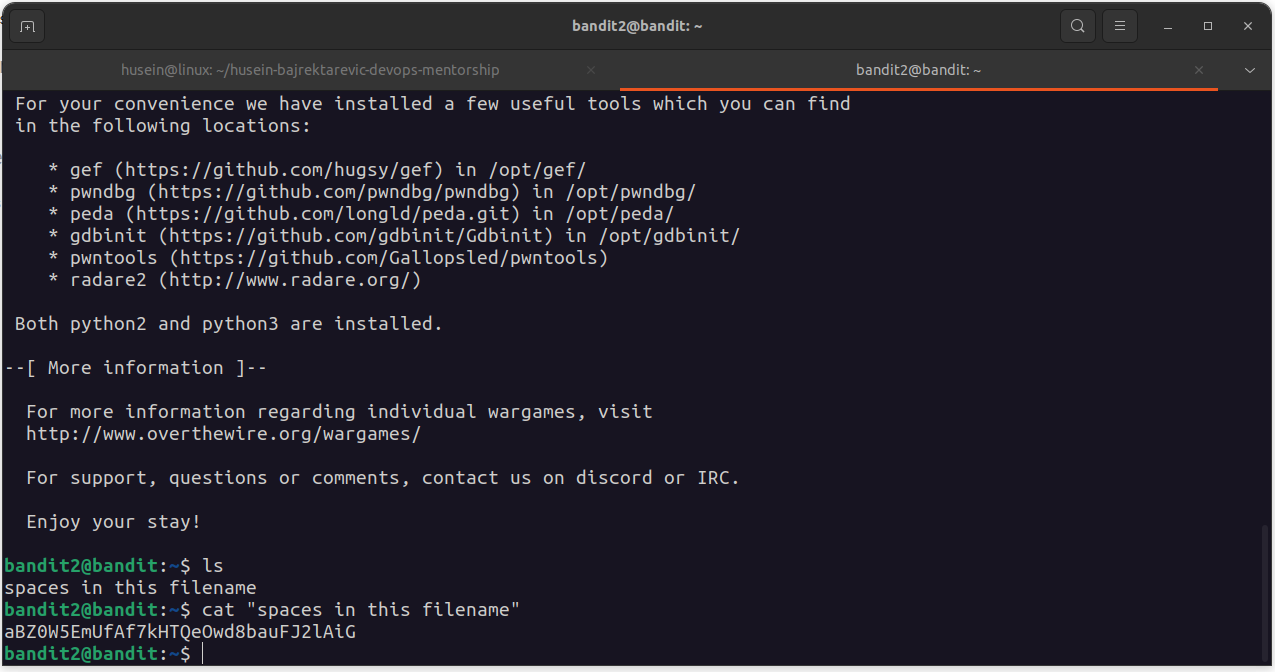 bandit2@bandit: ~
husein@linux: ~/husein-bajrektarevic-devops-mentorship
bandit2@bandit: ~
For your convenience we have installed a few useful tools which you can find
in the following locations:
* gef (https://github.com/hugsy/gef) in /opt/gef/
* pwndbg (https://github.com/pwndbg/pwndbg) in /opt/pwndbg/
* peda (https://github.com/longld/peda.git) in /opt/peda/
* gdbinit (https://github.com/gdbinit/Gdbinit) in /opt/gdbinit/
* pwntools (https://github.com/Gallopsled/pwntools)
* radare2 (http://www.radare.org/)
Both python2 and python3 are installed.
--[ More information ]--
For more information regarding individual wargames, visit
http://www.overthewire.org/wargames/
For support, questions or comments, contact us on discord or IRC.
Enjoy your stay!
bandit2@bandit:~$ ls
spaces in this filename
bandit2@bandit:~$ cat "spaces in this filename"
aBZ0W5EmUfAf7kHTQeOwd8bauFJ2lAiG
bandit2@bandit:~$